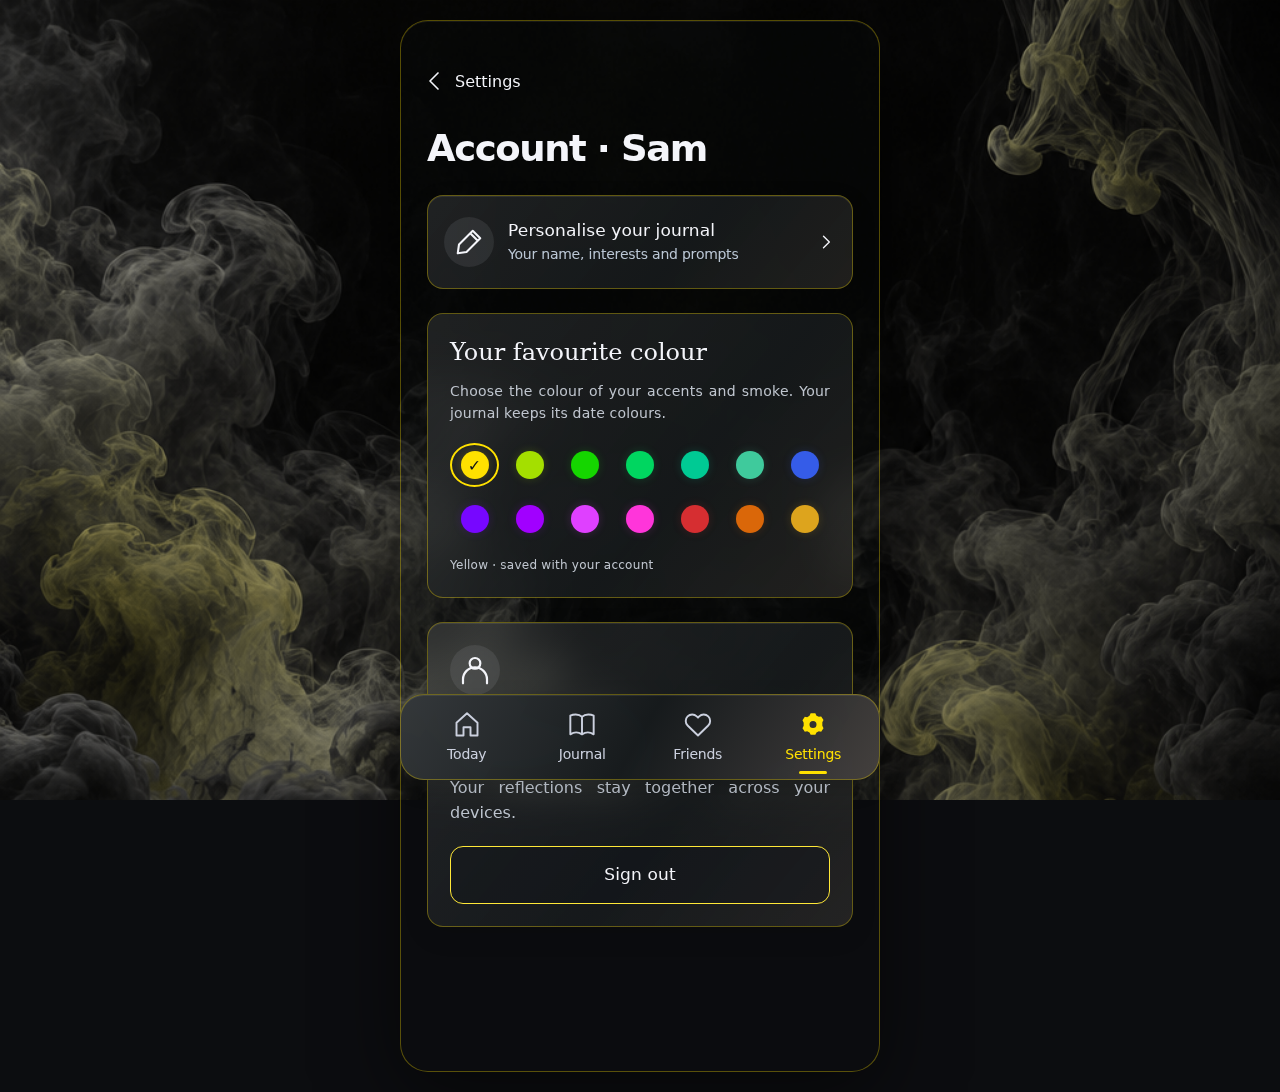 Settings
Account · Sam
Personalise your journal
Your name, interests and prompts
Your favourite colour
Choose the colour of your accents and smoke. Your
journal keeps its date colours.
✓
Yellow · saved with your account
Today
Journal
Friends
Settings
Your reflections stay together across your
devices.
Sign out